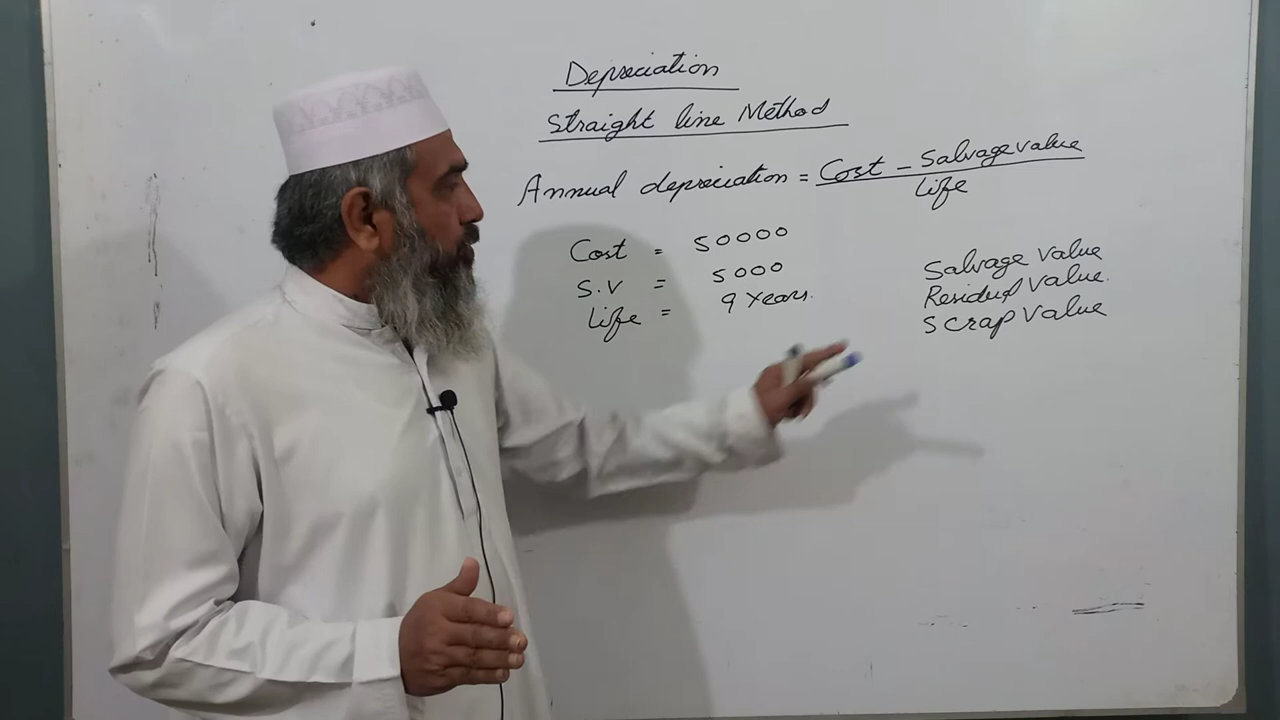 Depreciation
Straight line Method
Annual depreciation = Cost - Salvage value
Life
Cost = 50000
S.V = 5000
Life = 9 Years.
Salvage value
Residual value.
Scrap value